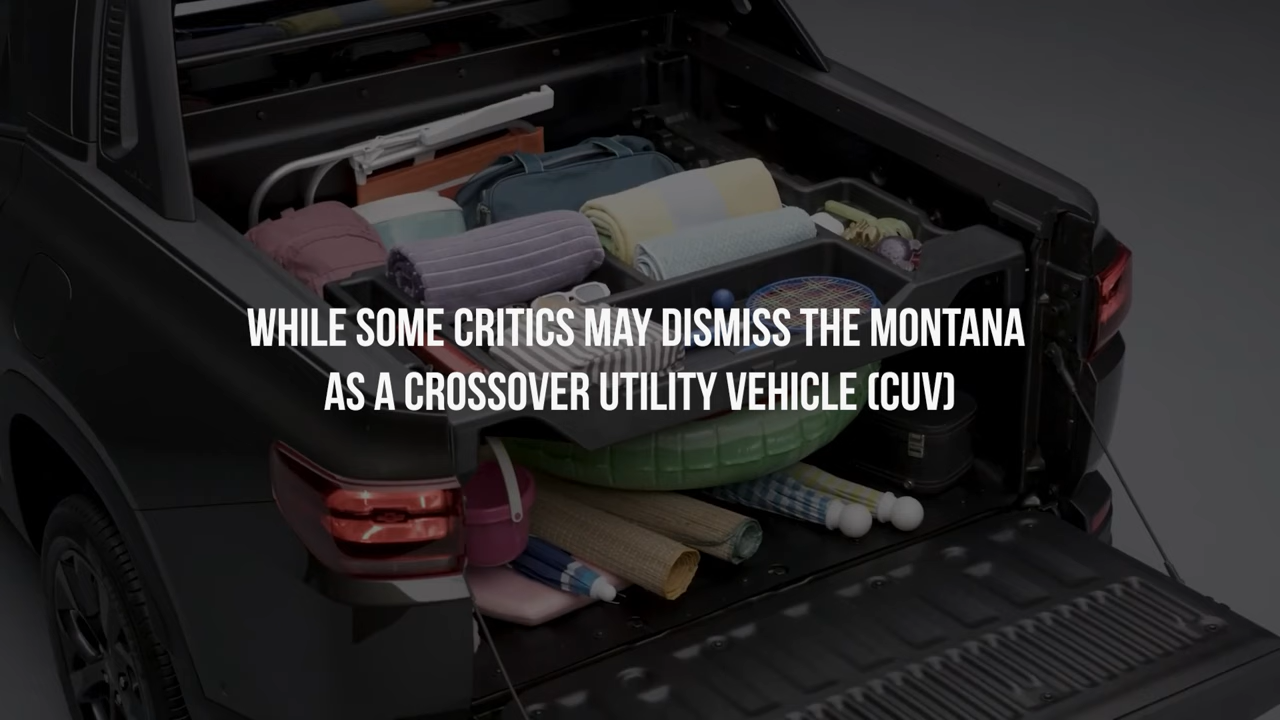 WHILE SOME CRITICS MAY DISMISS THE MONTANA
AS A CROSSOVER UTILITY VEHICLE (CUV)